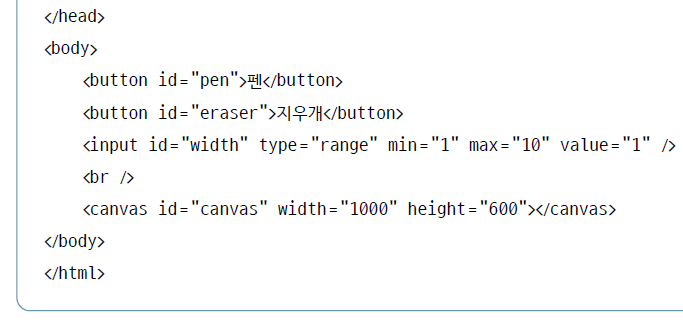 </head>
<body>
<button id="pen">펜</button>
<button id="eraser">지우개</button>
<input id="width" type="range" min="1" max="10" value="1" />
<br />
<canvas id="canvas" width="1000" height="600"></canvas>
</body>
</html>